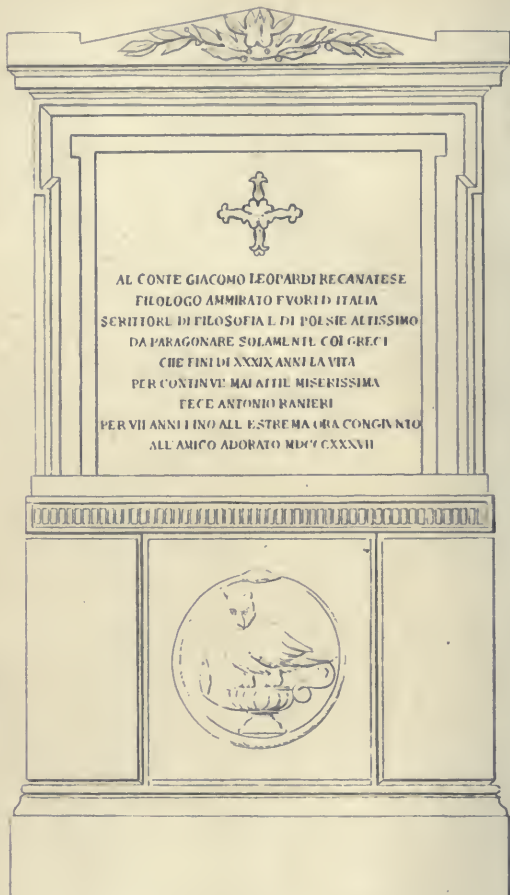 AL CONTE GIACOMO LEOPARDI RECANATESE
FILOLOGO AMMIRATO FVORI D ITALIA
SCRITTORE DI FILOSOFIA E DI POESIE ALTISSIMO
DA PARAGONARE SOLAMENTE COI GRECI
CHE FINI DI XXXIX ANNI LA VITA
PER CONTINVE MALATTIE MISERISSIMA
FECE ANTONIO RANIERI
PER VII ANNI FINO ALL ESTREMA ORA CONGIVNTO
ALL'AMICO ADORATO MDCCCXXXVII